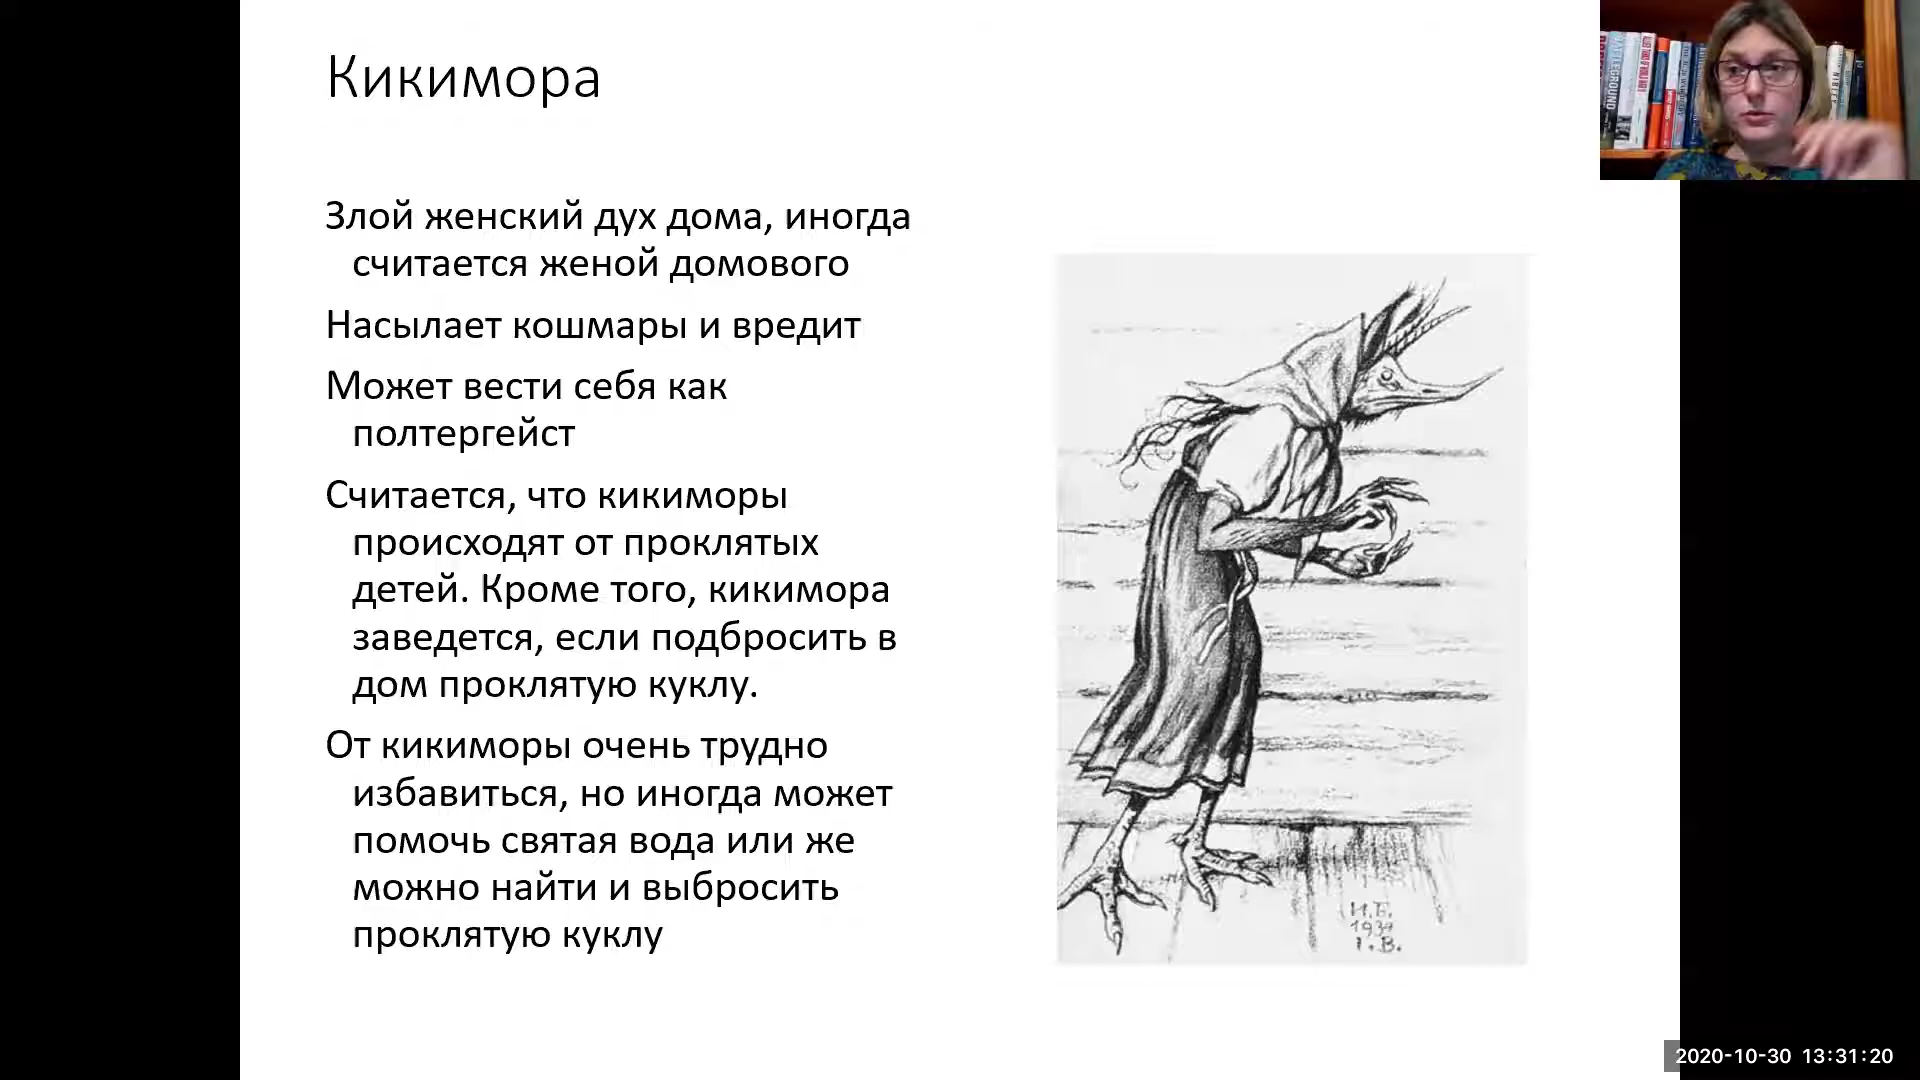 Кикимора
Злой женский дух дома, иногда
считается женой домового
Насылает кошмары и вредит
Может вести себя как
полтергейст
Считается, что кикиморы
происходят от проклятых
детей. Кроме того, кикимора
заведется, если подбросить в
дом проклятую куклу.
От кикиморы очень трудно
избавиться, но иногда может
помочь святая вода или же
можно найти и выбросить
проклятую куклу
И.Б.
1934
I.B.
BATTLEGROUND
2020-10-30 13:31:20